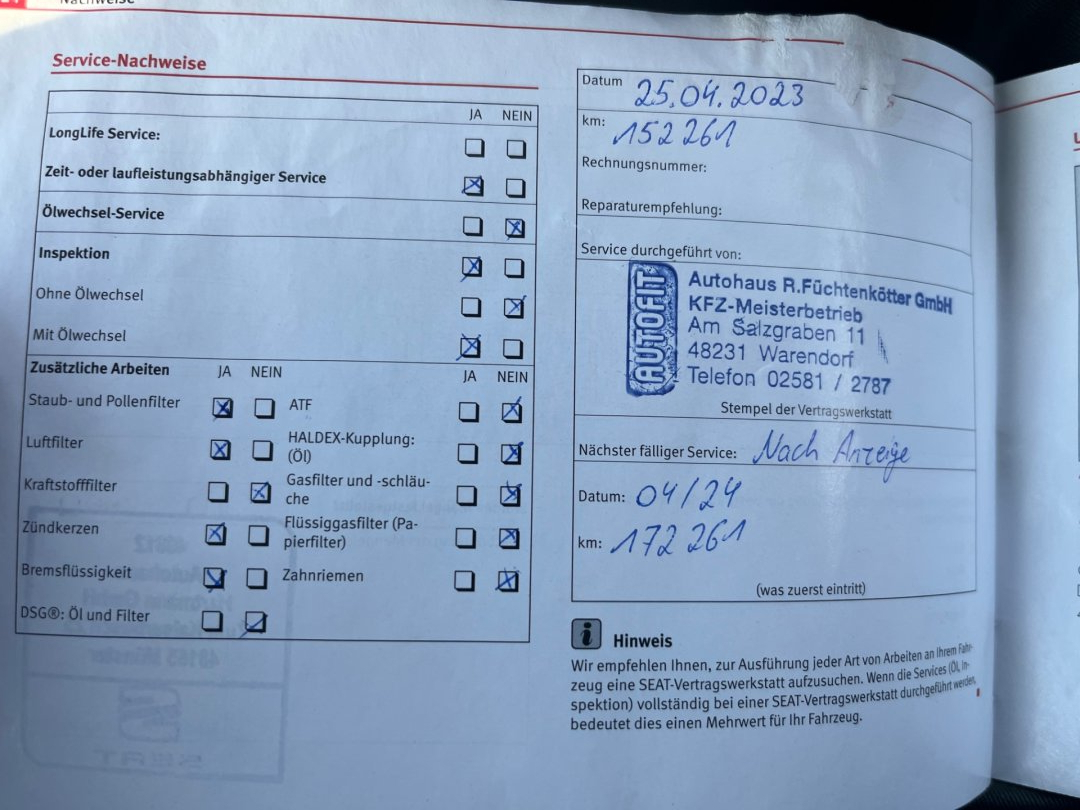 Nachweise
Service-Nachweise
JA NEIN
LongLife Service:
Zeit- oder laufleistungsabhängiger Service
Ölwechsel-Service
Inspektion
Ohne Ölwechsel
Mit Ölwechsel
Zusätzliche Arbeiten JA NEIN JA NEIN
Staub- und Pollenfilter ATF
Luftfilter HALDEX-Kupplung:
(Öl)
Kraftstofffilter Gasfilter und -schläu-
che
Zündkerzen Flüssiggasfilter (Pa-
pierfilter)
Bremsflüssigkeit Zahnriemen
DSG®: Öl und Filter
Datum 25.04.2023
km: 152 261
Rechnungsnummer:
Reparaturempfehlung:
Service durchgeführt von:
AUTOFIT
Autohaus R.Füchtenkötter GmbH
KFZ-Meisterbetrieb
Am Salzgraben 11
48231 Warendorf
Telefon 02581 / 2787
Stempel der Vertragswerkstatt
Nächster fälliger Service: Nach Anzeige
Datum: 04/24
km: 172 261
(was zuerst eintritt)
i Hinweis
Wir empfehlen Ihnen, zur Ausführung jeder Art von Arbeiten an Ihrem Fahr-
zeug eine SEAT-Vertragswerkstatt aufzusuchen. Wenn die Services (Öl, In-
spektion) vollständig bei einer SEAT-Vertragswerkstatt durchgeführt werden,
bedeutet dies einen Mehrwert für Ihr Fahrzeug.